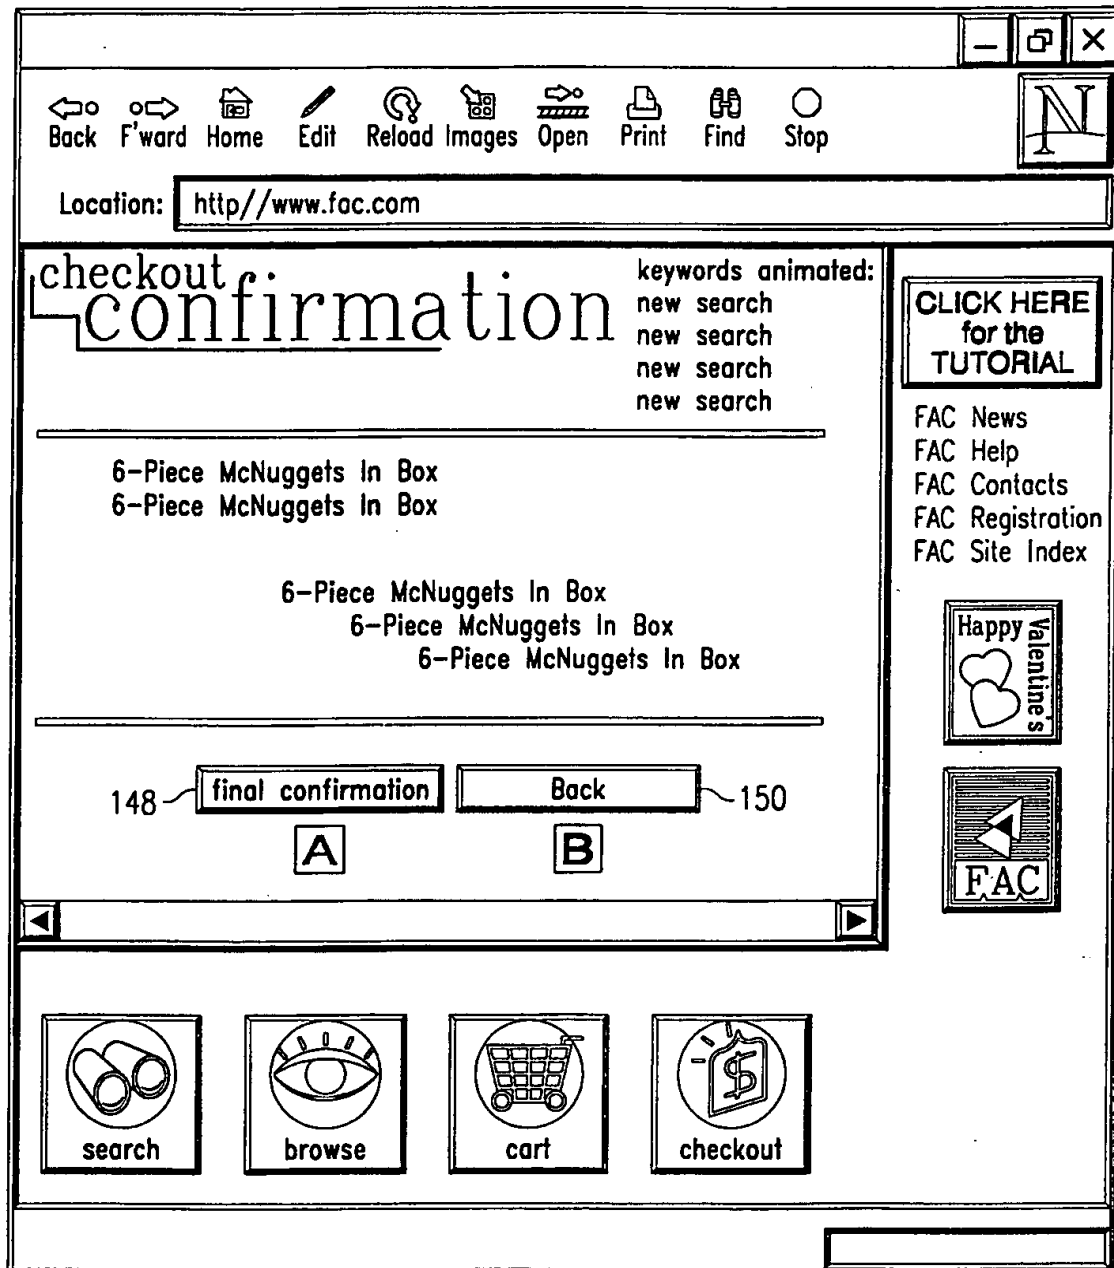 Back F'ward Home Edit Reload Images Open Print Find Stop
N
Location: http//www.fac.com
checkout
confirmation
keywords animated:
new search
new search
new search
new search
6-Piece McNuggets In Box
6-Piece McNuggets In Box
6-Piece McNuggets In Box
6-Piece McNuggets In Box
6-Piece McNuggets In Box
148 final confirmation Back 150
A B
CLICK HERE
for the
TUTORIAL
FAC News
FAC Help
FAC Contacts
FAC Registration
FAC Site Index
Happy Valentine's
FAC
search browse cart checkout